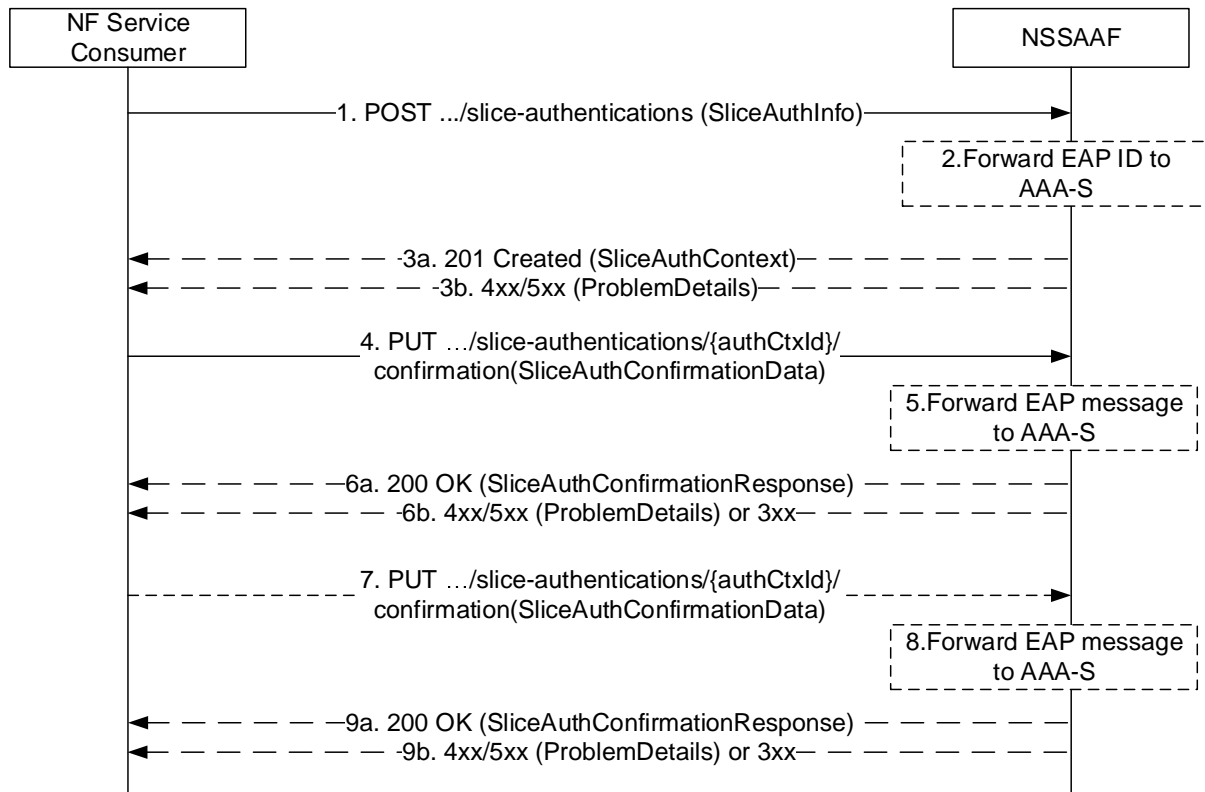 NF Service
Consumer
NSSAAF
1. POST .../slice-authentications (SliceAuthInfo)
2.Forward EAP ID to
AAA-S
3a. 201 Created (SliceAuthContext)
3b. 4xx/5xx (ProblemDetails)
4. PUT …/slice-authentications/{authCtxId}/
confirmation(SliceAuthConfirmationData)
5.Forward EAP message
to AAA-S
6a. 200 OK (SliceAuthConfirmationResponse)
6b. 4xx/5xx (ProblemDetails) or 3xx
7. PUT …/slice-authentications/{authCtxId}/
confirmation(SliceAuthConfirmationData)
8.Forward EAP message
to AAA-S
9a. 200 OK (SliceAuthConfirmationResponse)
9b. 4xx/5xx (ProblemDetails) or 3xx